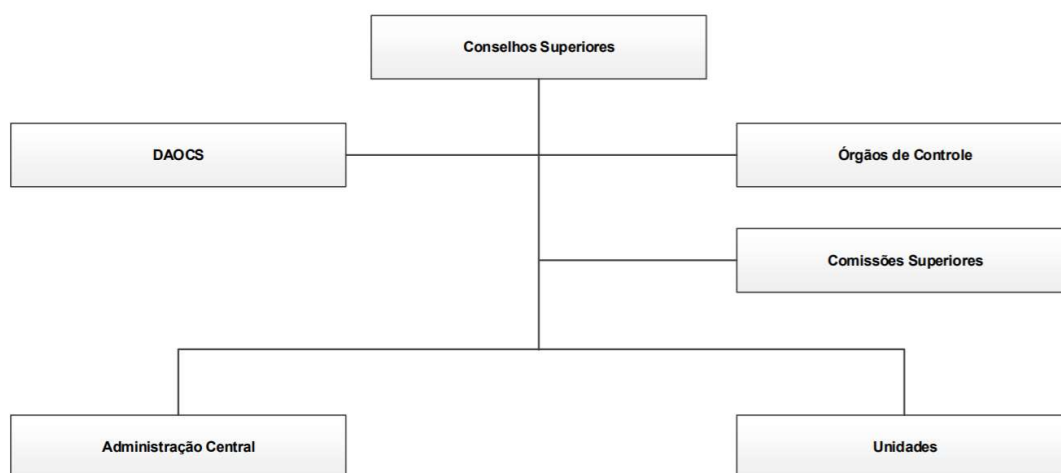 Conselhos Superiores
DAOCS
Órgãos de Controle
Comissões Superiores
Administração Central
Unidades